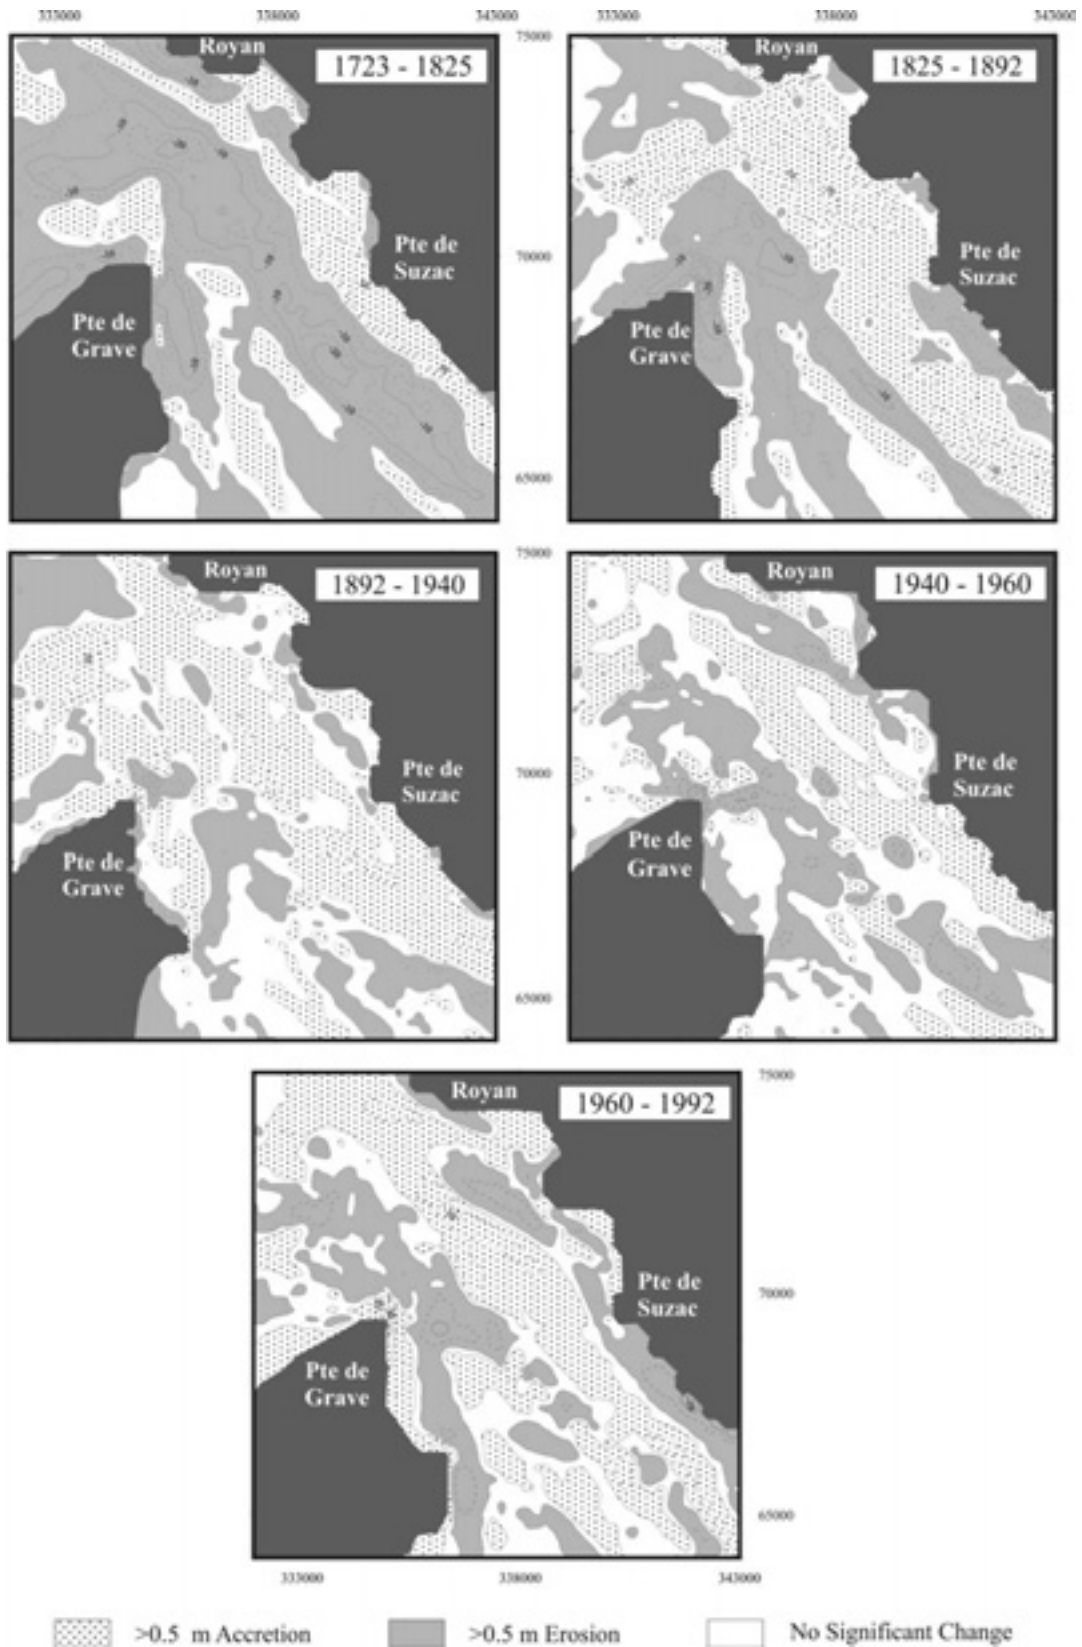 333000 338000 343000 333000 338000 343000
Royan
1723 - 1825
75000
Royan
1825 - 1892
Pte de
Suzac
70000
Pte de
Grave
Pte de
Suzac
Pte de
Grave
65000
Royan
1892 - 1940
75000
Royan
1940 - 1960
Pte de
Suzac
70000
Pte de
Grave
Pte de
Suzac
Pte de
Grave
65000
Royan
1960 - 1992
75000
Pte de
Suzac
70000
Pte de
Grave
65000
333000 338000 343000
>0.5 m Accretion >0.5 m Erosion No Significant Change